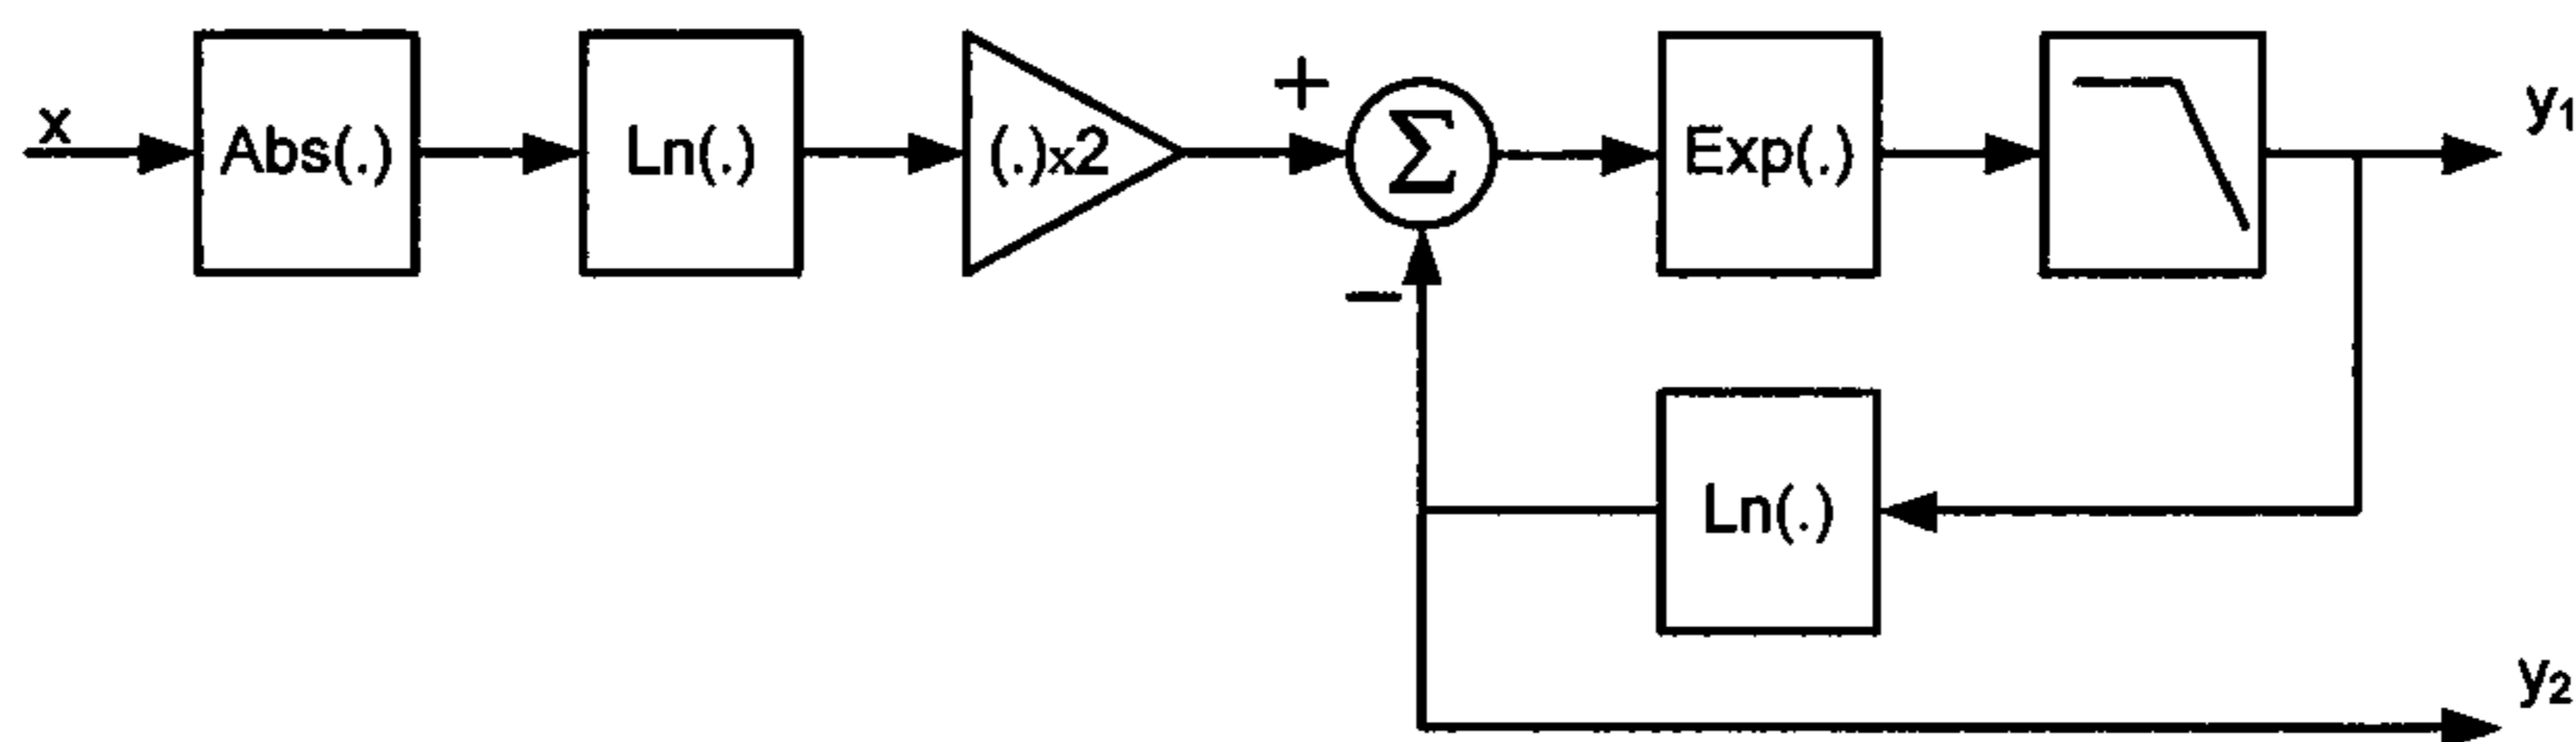 x
Abs(.)
Ln(.)
(.)x2
+
Σ
−
Exp(.)
y₁
Ln(.)
y₂